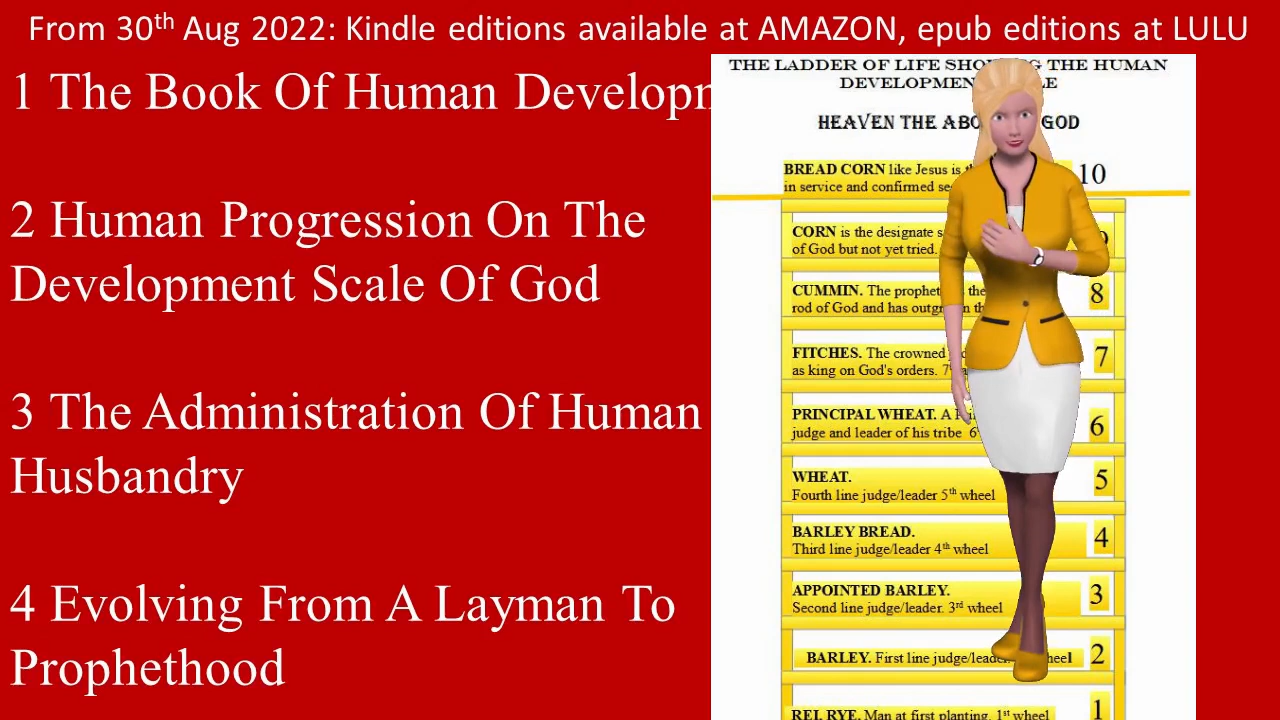 From 30th Aug 2022: Kindle editions available at AMAZON, epub editions at LULU
1 The Book Of Human Developm
2 Human Progression On The
Development Scale Of God
3 The Administration Of Human
Husbandry
4 Evolving From A Layman To
Prophethood
THE LADDER OF LIFE THE HUMAN
DEVELOPMEN
HEAVEN THE GOD
BREAD CORN like Jesus is 10
in service and confirmed
CORN is the designate
of God but not yet tried.
CUMMIN. The prophet 8
rod of God and has
FITCHES. The crowned 7
as king on God's orders. 7
PRINCIPAL WHEAT. A 6
judge and leader of his tribe 6
WHEAT. 5
Fourth line judge/leader 5th wheel
BARLEY BREAD. 4
Third line judge/leader 4th wheel
APPOINTED BARLEY. 3
Second line judge/leader. 3rd wheel
BARLEY. First line judge/leader 2
REI, RYE. Man at first planting. 1st wheel 1